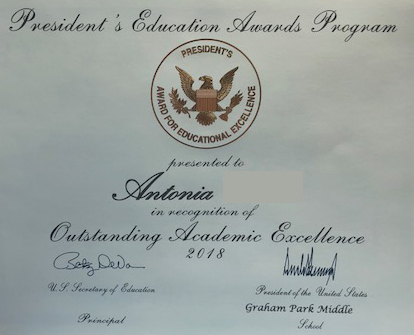 President's Education Awards Program
PRESIDENT'S
AWARD FOR EDUCATIONAL EXCELLENCE
presented to
Antonia
in recognition of
Outstanding Academic Excellence
2018
U.S. Secretary of Education
President of the United States
Graham Park Middle
Principal
School